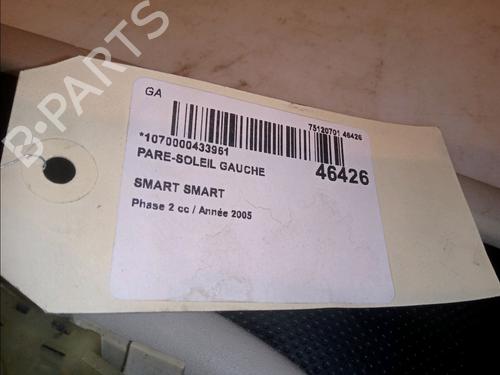 B-PARTS
GA
75120701 46426
*1070000433961
PARE-SOLEIL GAUCHE
46426
SMART SMART
Phase 2 cc / Année 2005